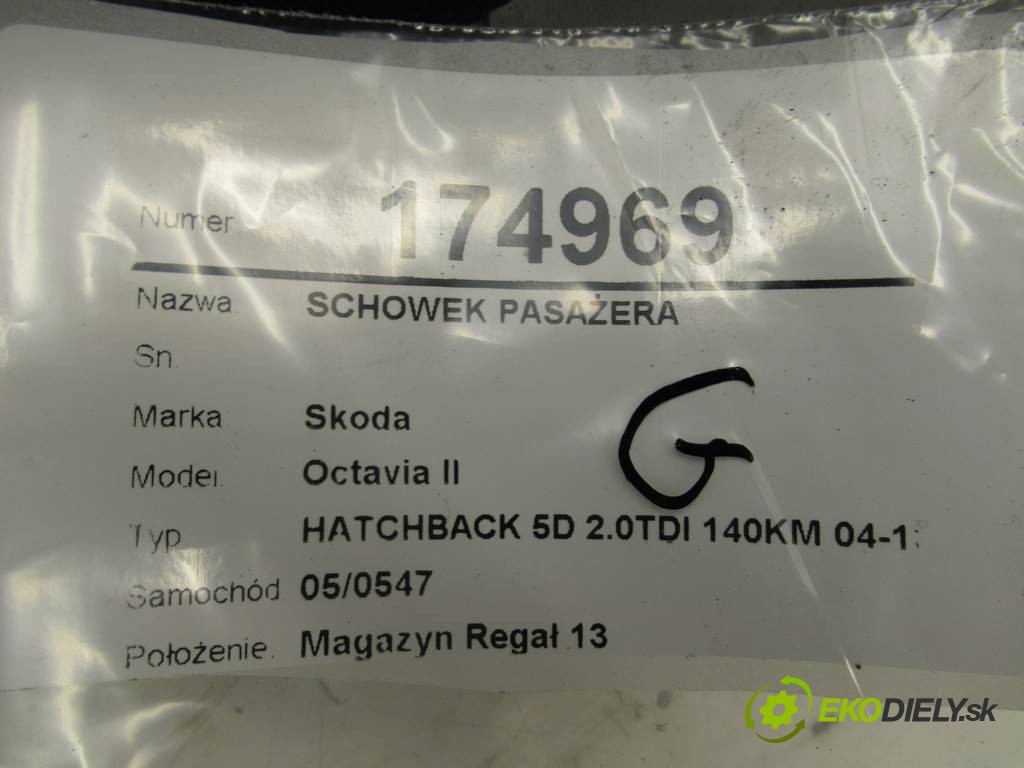 Numer 174969
Nazwa. SCHOWEK PASAŻERA
Sn.
Marka Skoda
Model. Octavia II
Typ HATCHBACK 5D 2.0TDI 140KM 04-1
Samochód 05/0547
Położenie. Magazyn Regał 13
G
EKODIELY.sk